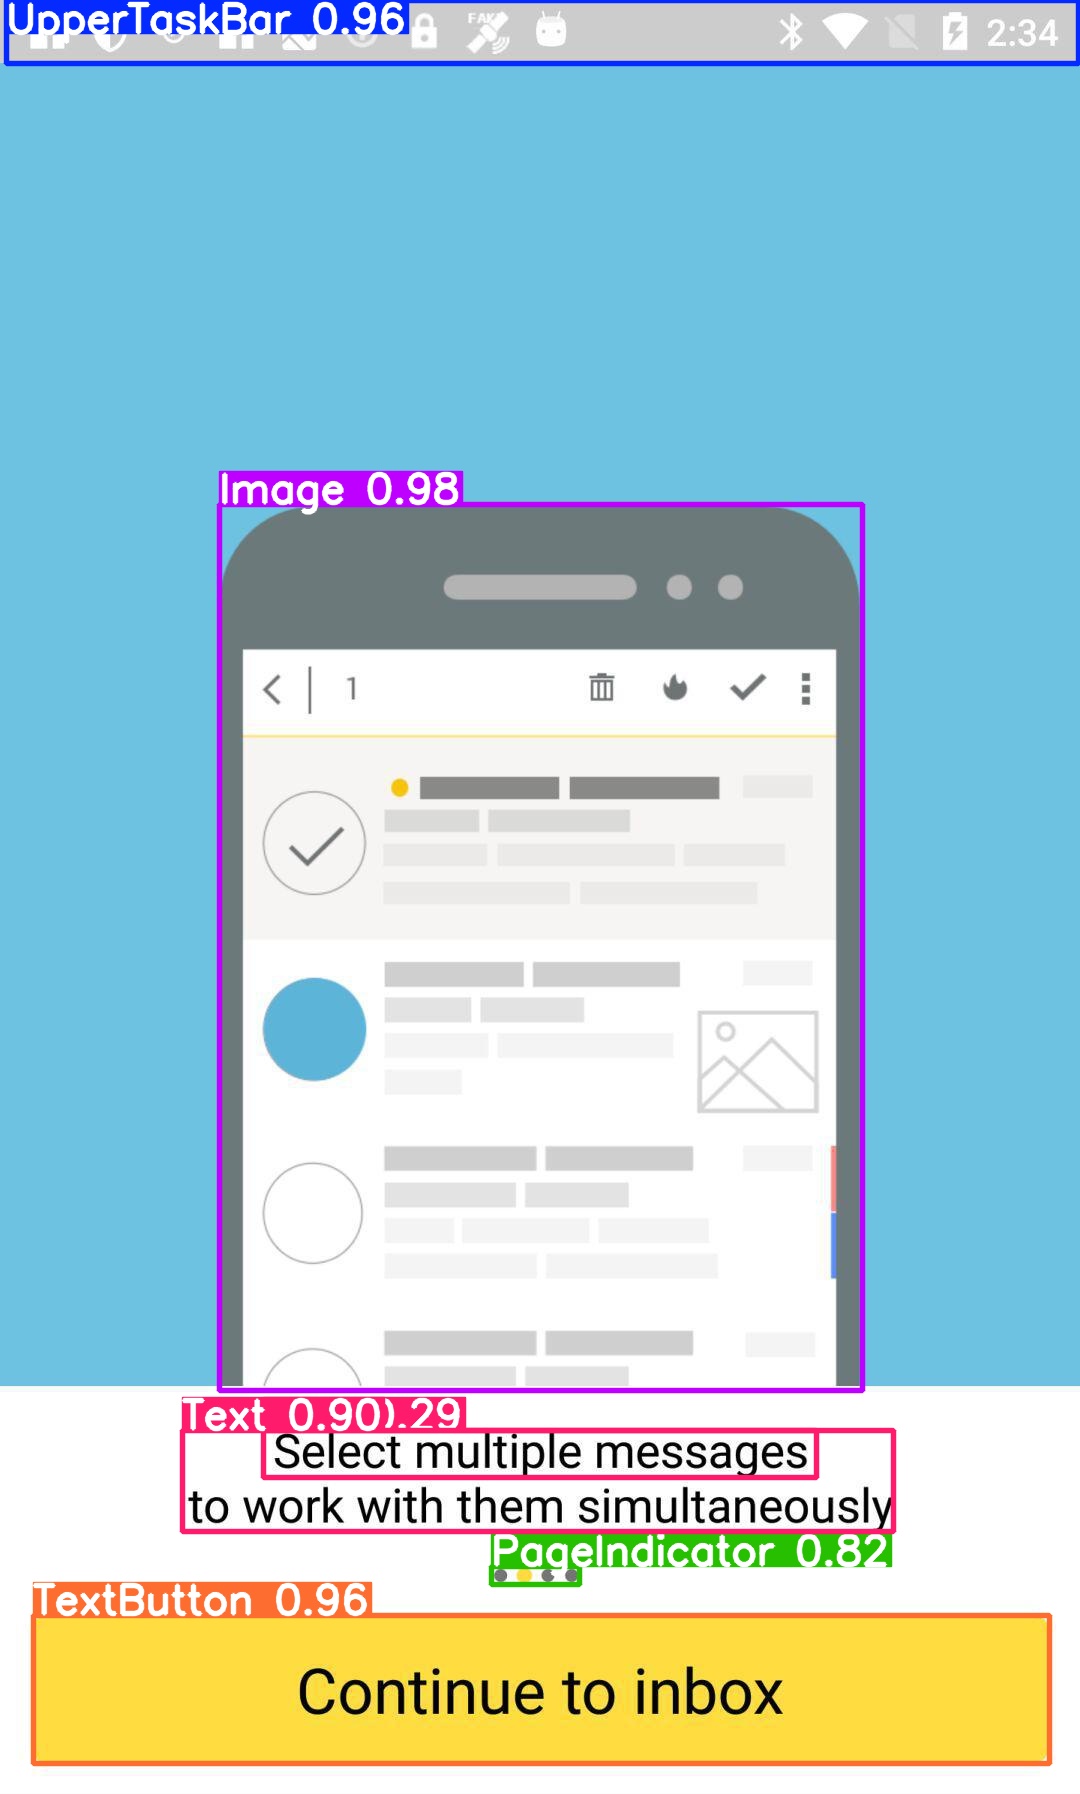 UpperTaskBar 0.96
FAKE
2:34
Image 0.98
1
Text 0.90).29
Select multiple messages
to work with them simultaneously
PageIndicator 0.82
TextButton 0.96
Continue to inbox